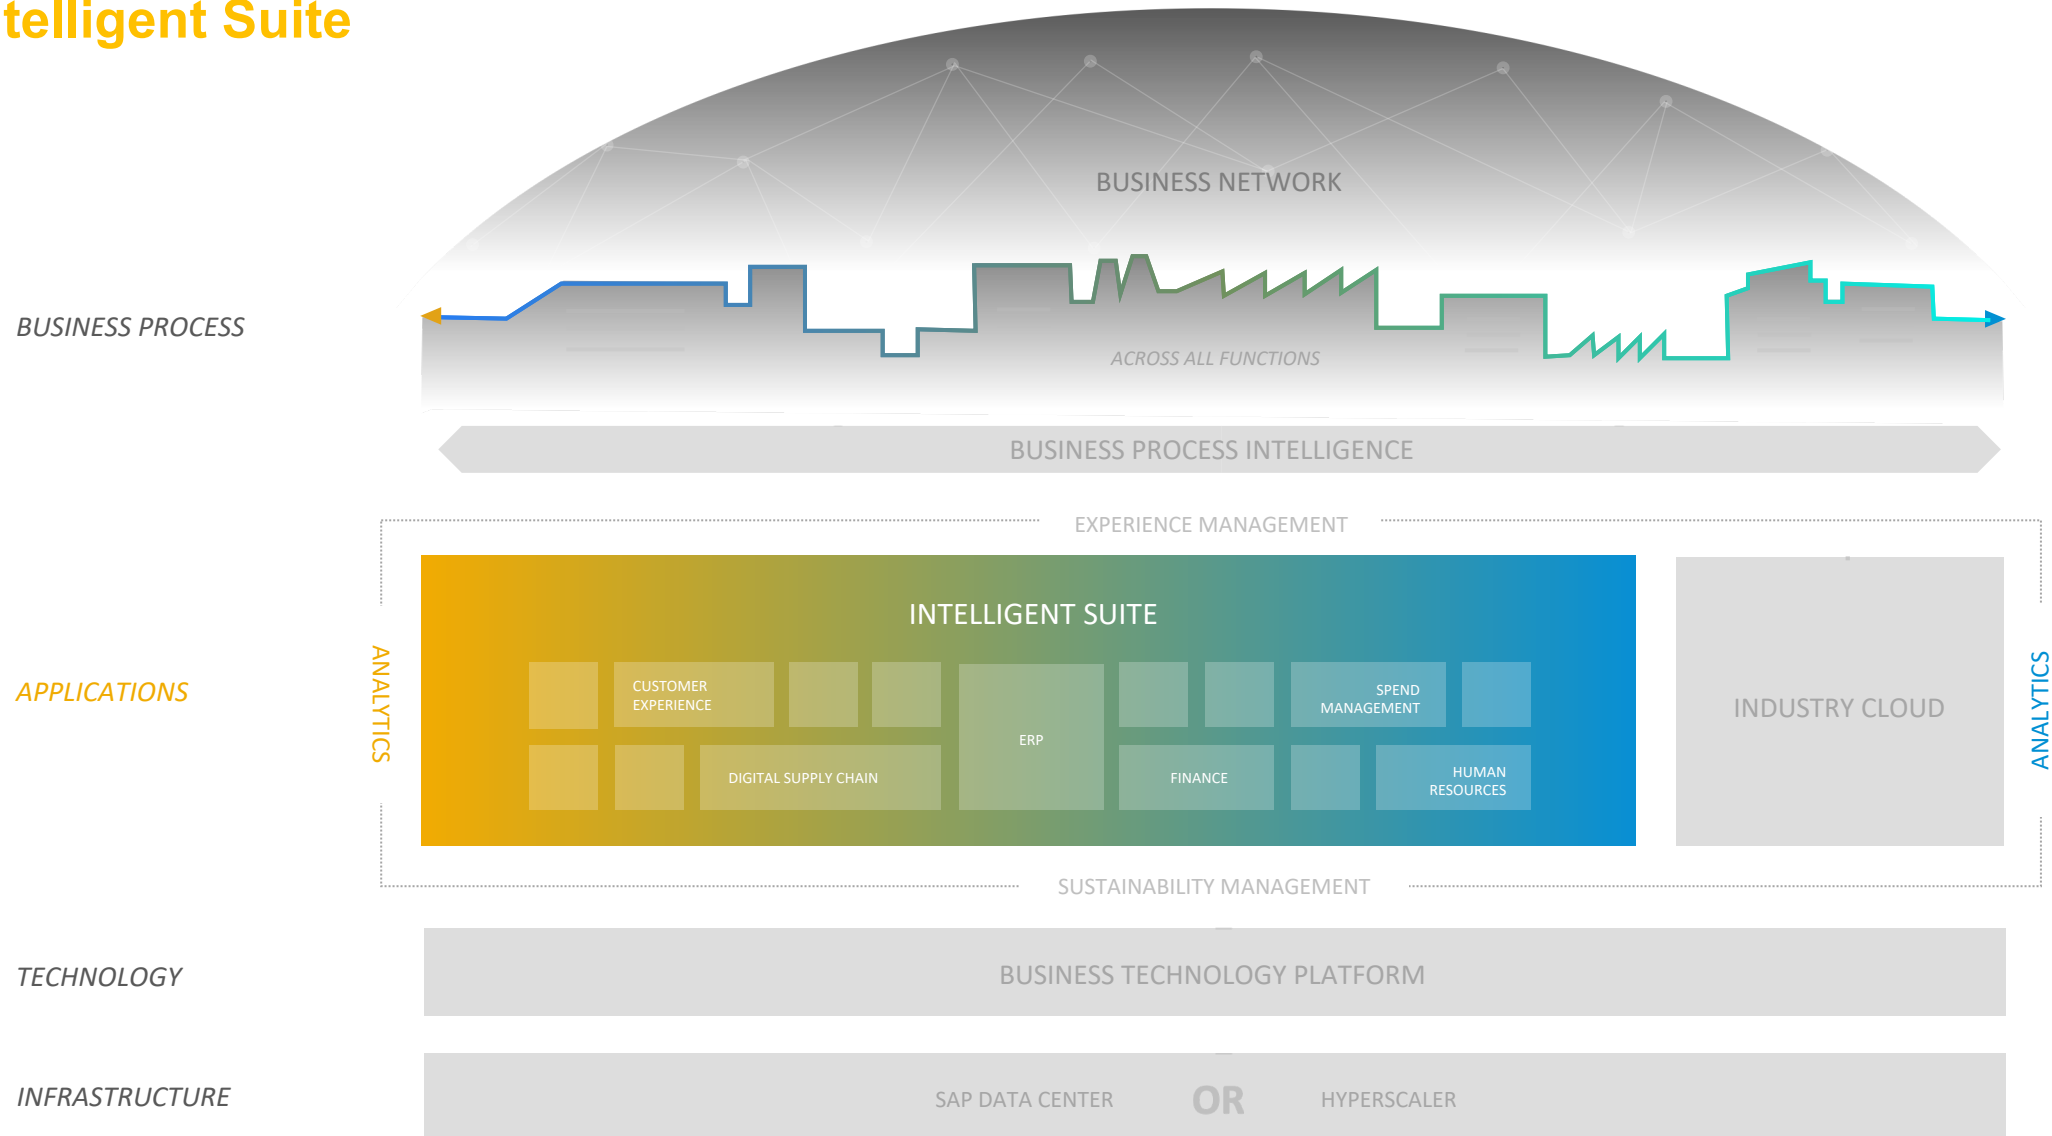 telligent Suite
BUSINESS NETWORK
BUSINESS PROCESS
ACROSS ALL FUNCTIONS
BUSINESS PROCESS INTELLIGENCE
EXPERIENCE MANAGEMENT
INTELLIGENT SUITE
APPLICATIONS
ANALYTICS
CUSTOMER
EXPERIENCE
DIGITAL SUPPLY CHAIN
ERP
SPEND
MANAGEMENT
FINANCE
HUMAN
RESOURCES
INDUSTRY CLOUD
ANALYTICS
SUSTAINABILITY MANAGEMENT
TECHNOLOGY
BUSINESS TECHNOLOGY PLATFORM
INFRASTRUCTURE
SAP DATA CENTER OR HYPERSCALER